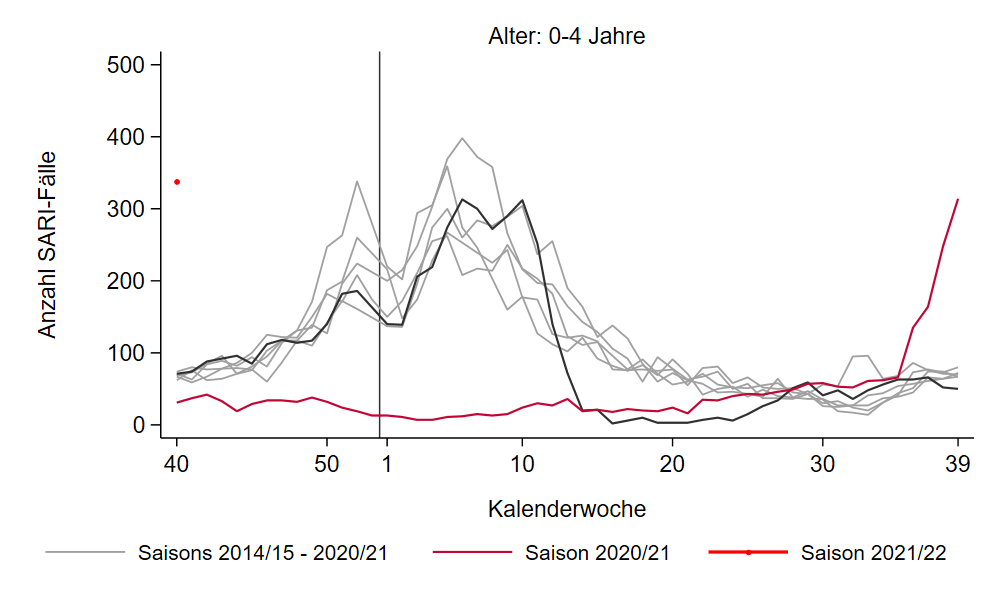 Alter: 0-4 Jahre
Anzahl SARI-Fälle
500
400
300
200
100
0
40 50 1 10 20 30 39
Kalenderwoche
Saisons 2014/15 - 2020/21 Saison 2020/21 Saison 2021/22